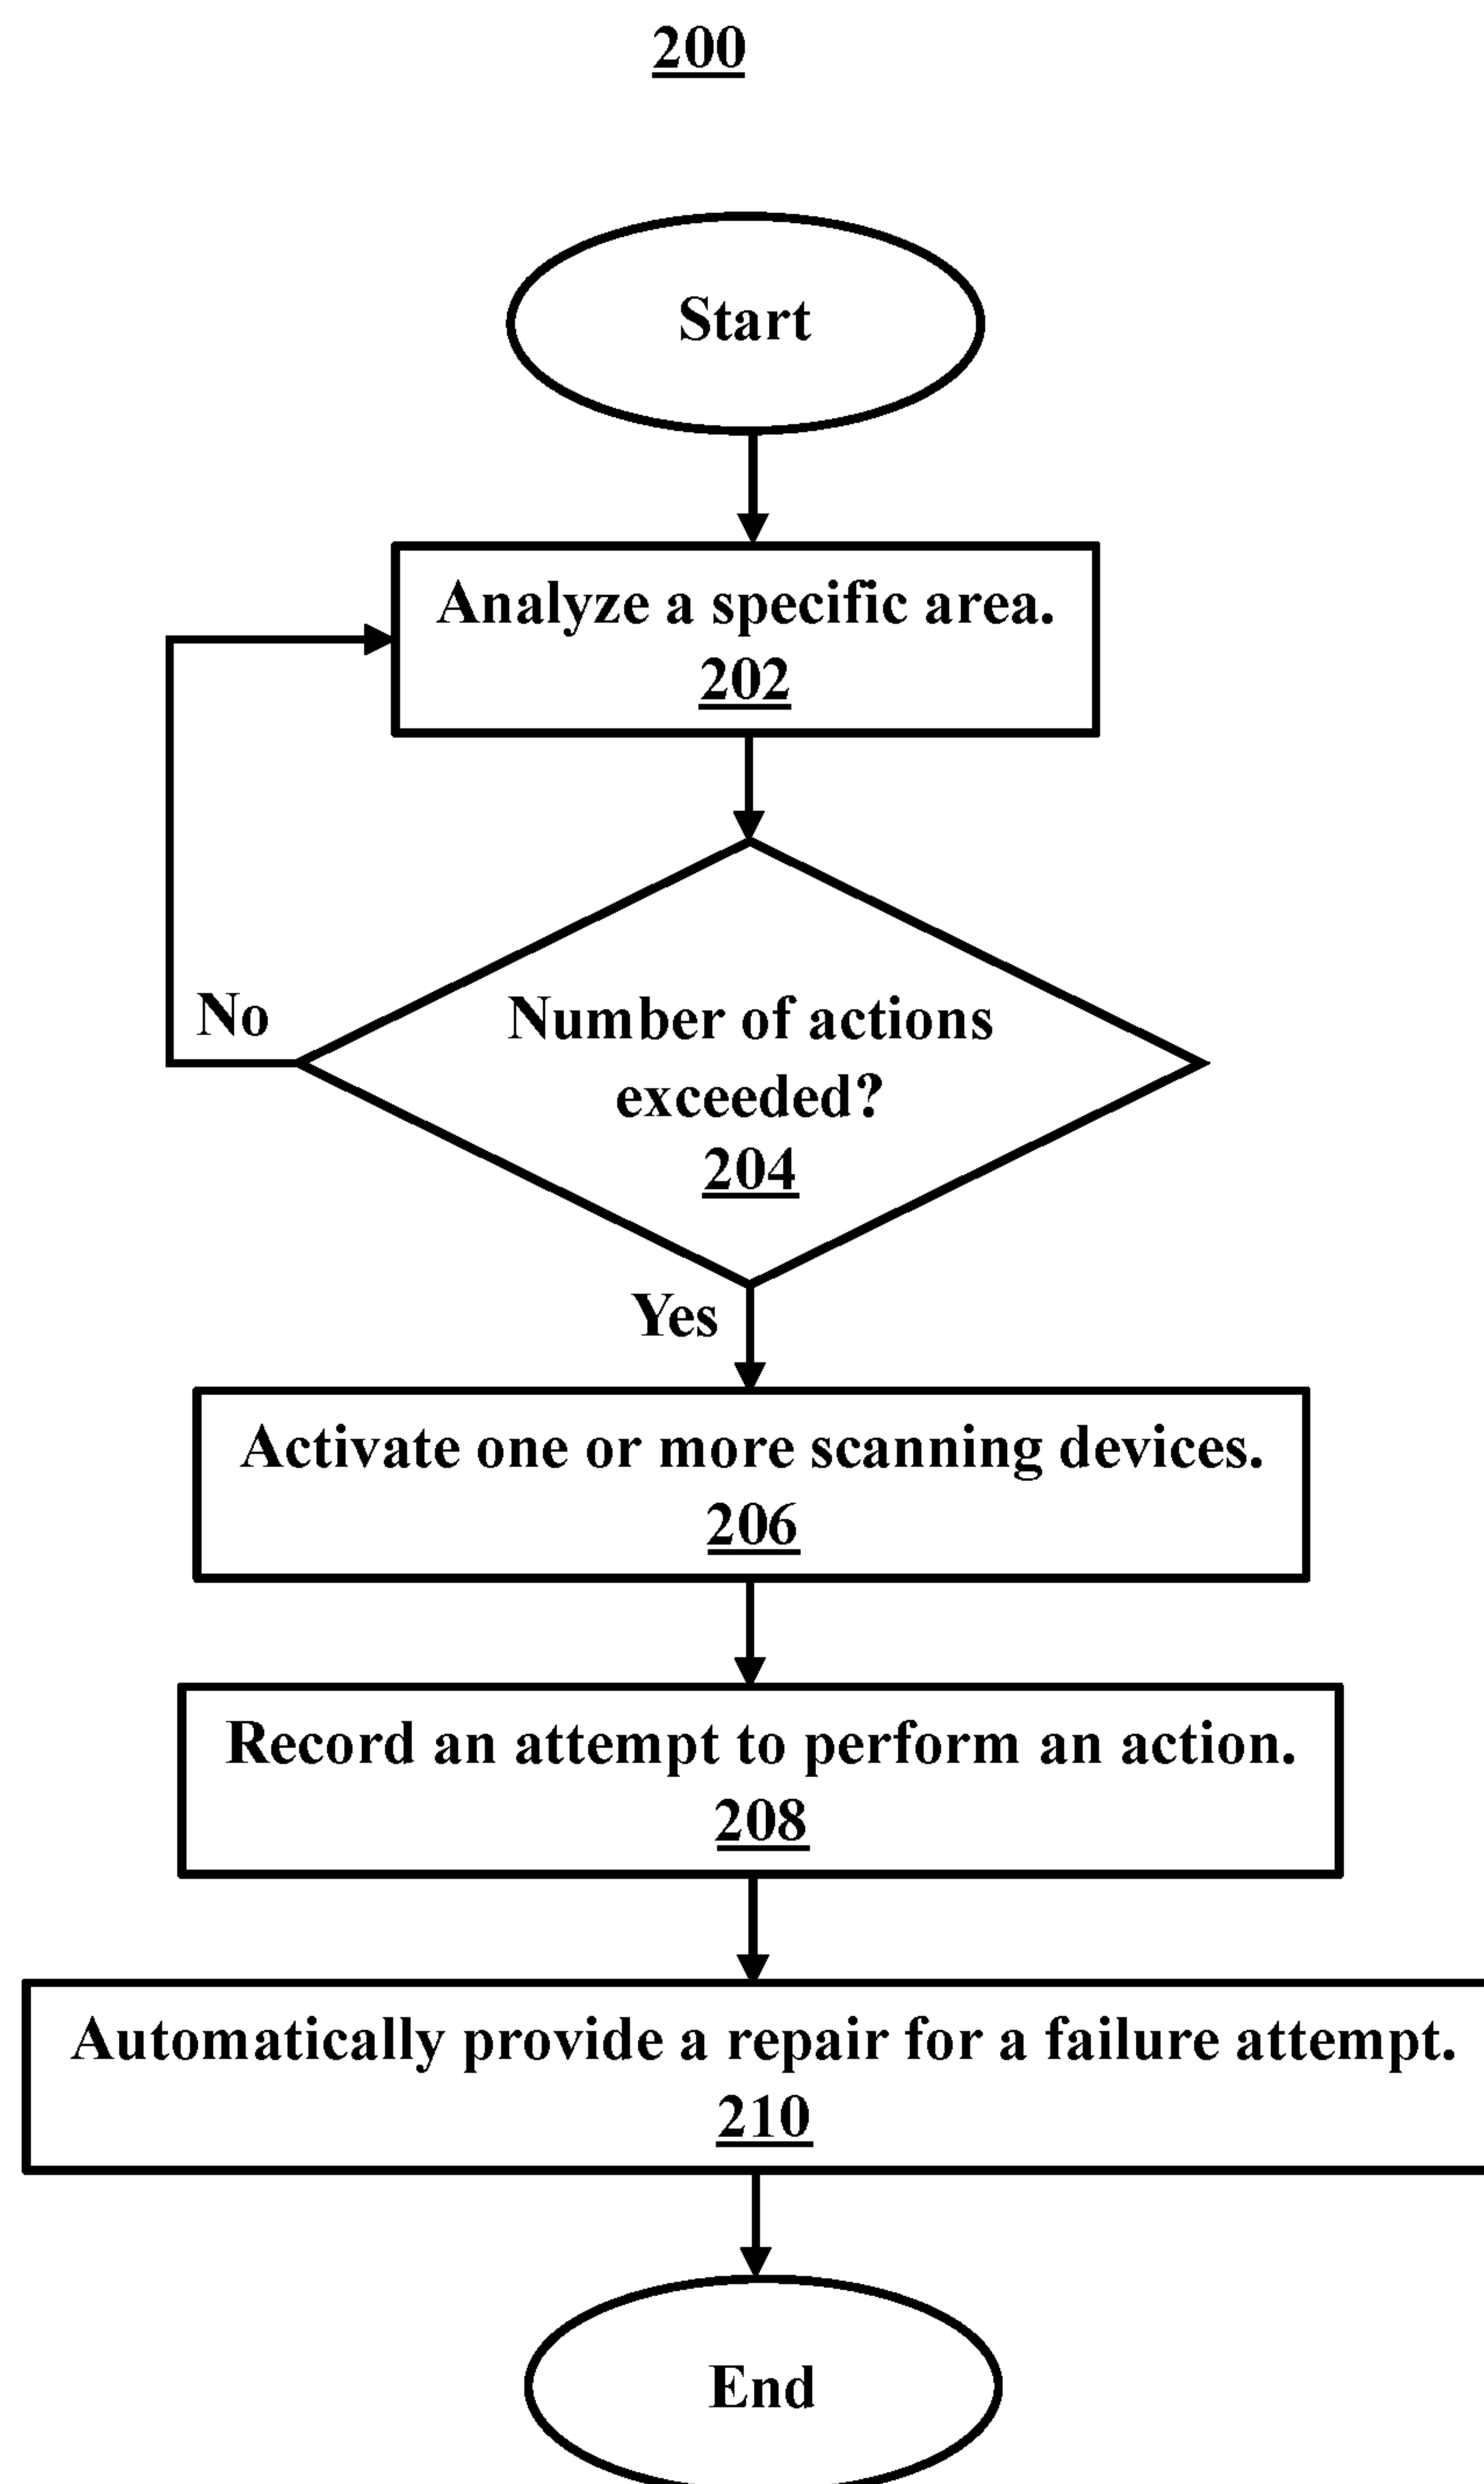 200
Start
Analyze a specific area.
202
No
Number of actions
exceeded?
204
Yes
Activate one or more scanning devices.
206
Record an attempt to perform an action.
208
Automatically provide a repair for a failure attempt.
210
End